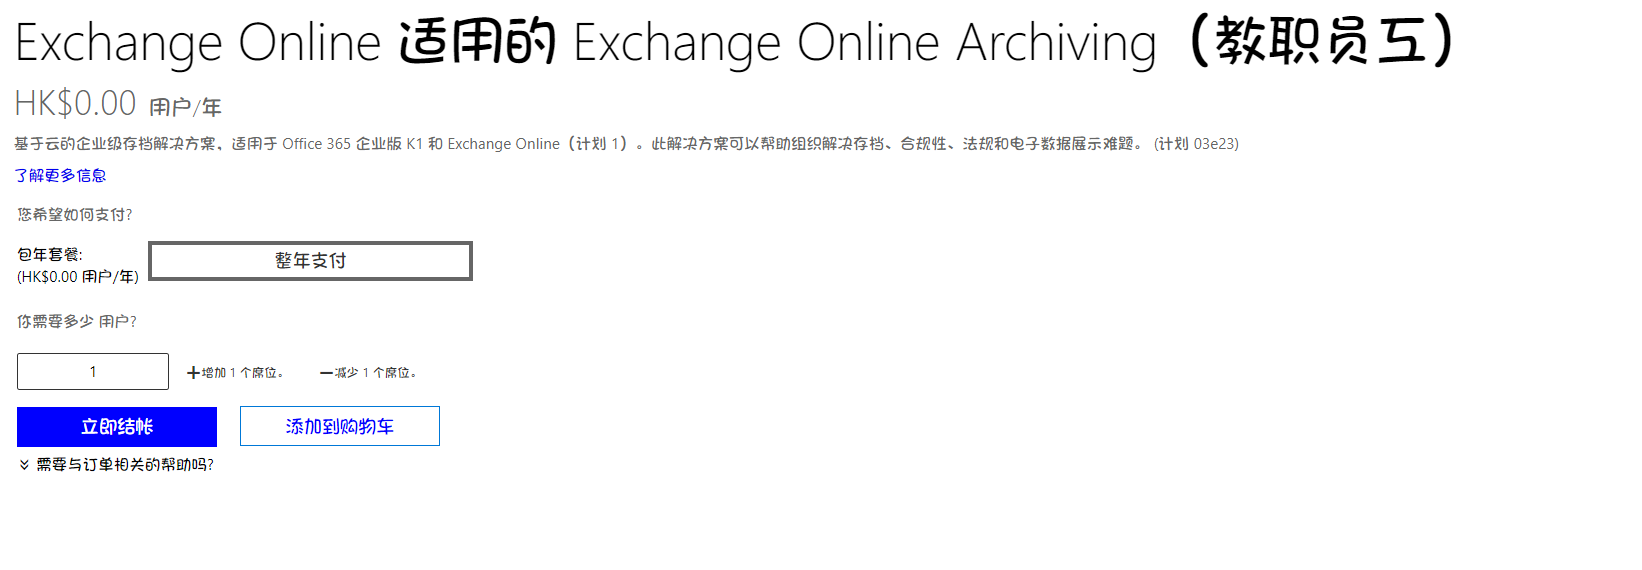 Exchange Online 适用的 Exchange Online Archiving（教职员工）
HK$0.00 用户/年
基于云的企业级存档解决方案，适用于 Office 365 企业版 K1 和 Exchange Online（计划 1）。此解决方案可以帮助组织解决存档、合规性、法规和电子数据展示难题。 (计划 03e23)
了解更多信息
您希望如何支付?
包年套餐:
(HK$0.00 用户/年)
整年支付
你需要多少 用户?
1
+增加 1 个席位。
−减少 1 个席位。
立即结帐
添加到购物车
需要与订单相关的帮助吗?